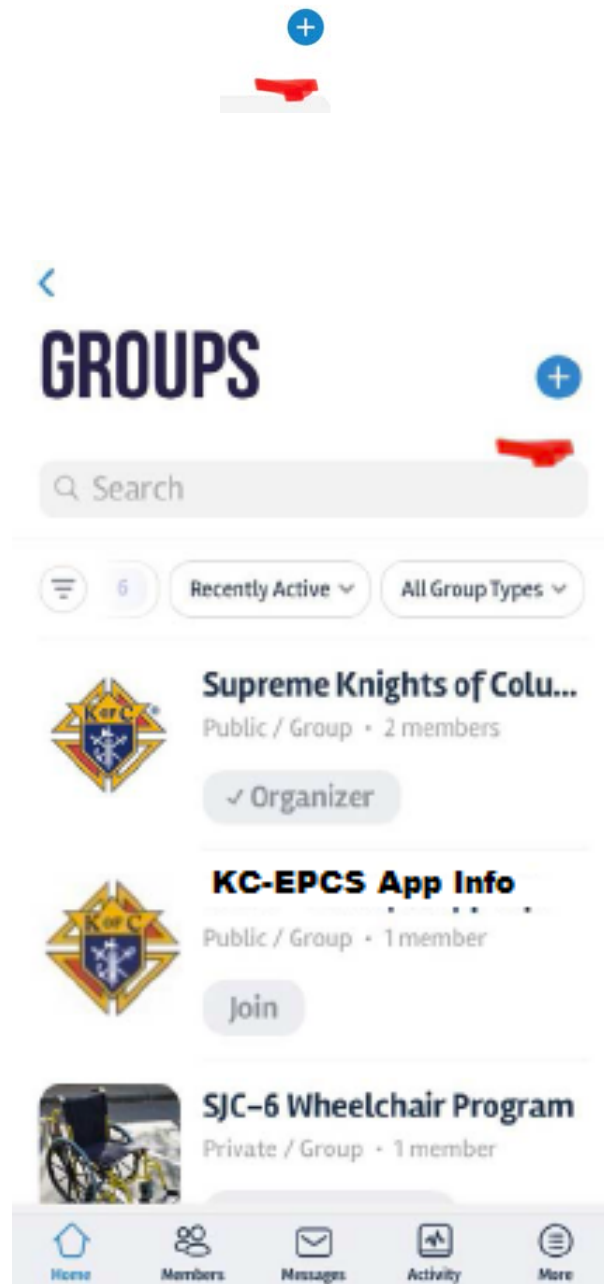 GROUPS
Search
6 Recently Active All Group Types
Supreme Knights of Colu...
Public / Group • 2 members
✓ Organizer
K OF C
KC-EPCS App Info
Public / Group • 1 member
K OF C
Join
SJC-6 Wheelchair Program
Private / Group • 1 member
Home Members Messages Activity More